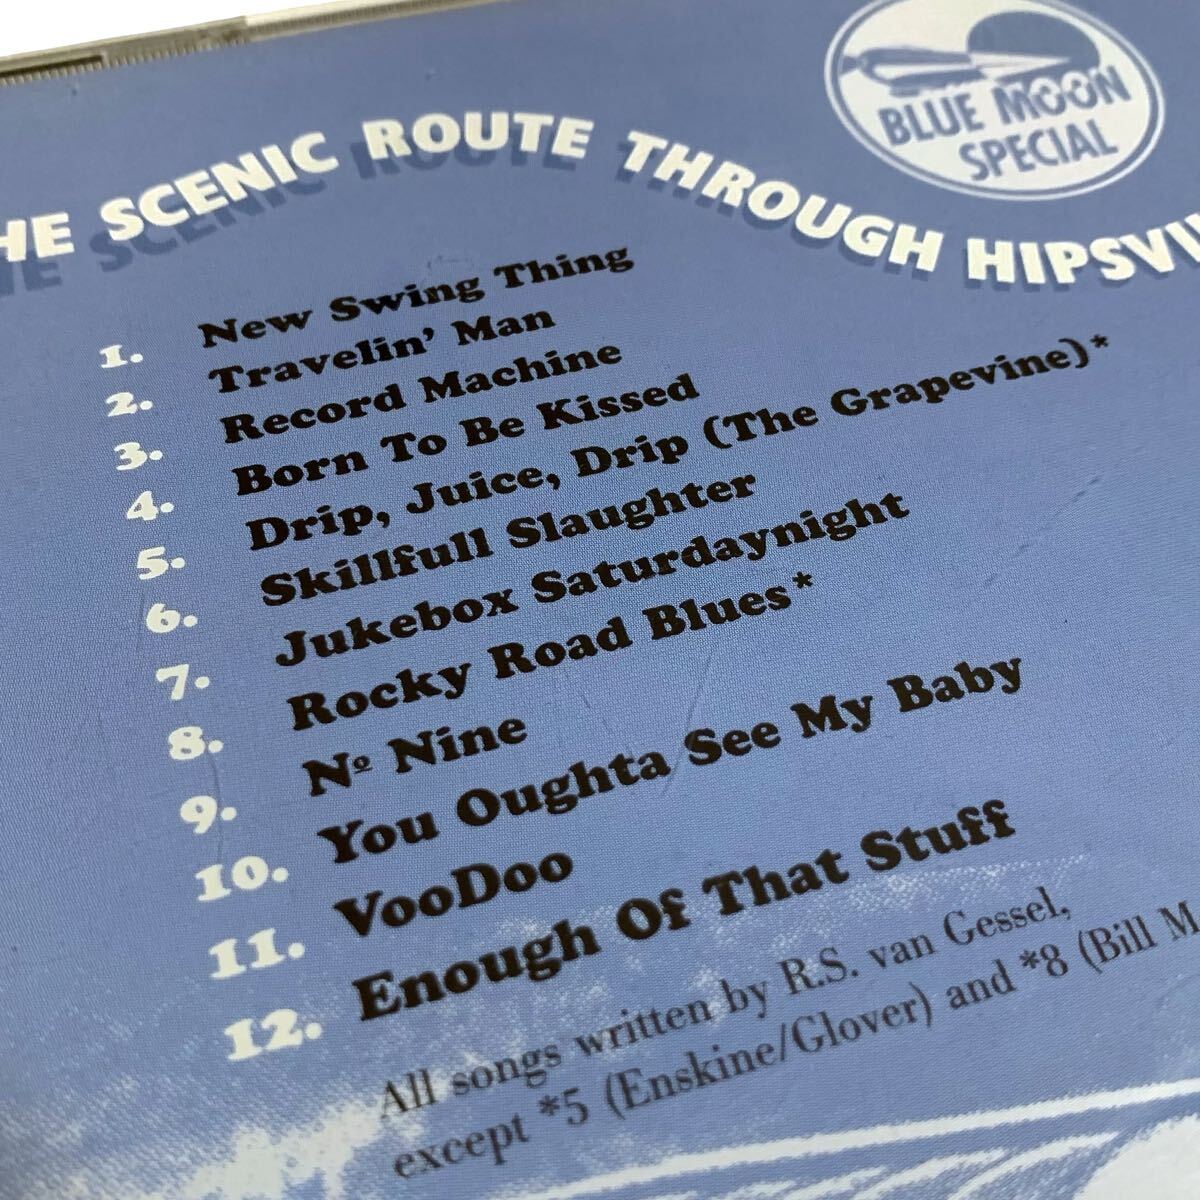 BLUE MOON
SPECIAL
HE SCENIC ROUTE THROUGH HIPSVI
1. New Swing Thing
2. Travelin' Man
3. Record Machine
4. Born To Be Kissed
5. Drip, Juice, Drip (The Grapevine)*
6. Skillfull Slaughter
7. Jukebox Saturdaynight
8. Rocky Road Blues*
9. Nº Nine
10. You Oughta See My Baby
11. VooDoo
12. Enough Of That Stuff
All songs written by R.S. van Gessel,
except *5 (Enskine/Glover) and *8 (Bill M